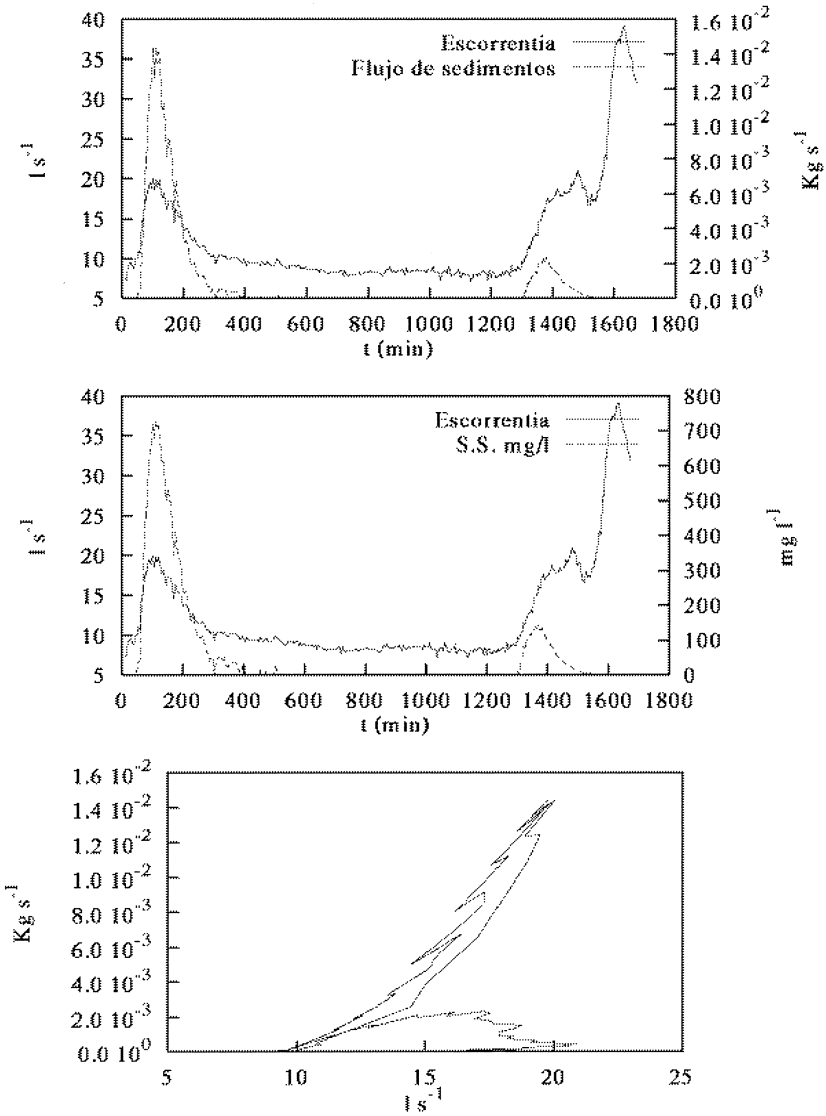 40
35
30
25
20
15
10
5
l s⁻¹
Escorrentia
Flujo de sedimentos
1.6 10⁻²
1.4 10⁻²
1.2 10⁻²
1.0 10⁻²
8.0 10⁻³
6.0 10⁻³
4.0 10⁻³
2.0 10⁻³
0.0 10⁰
Kg s⁻¹
0 200 400 600 800 1000 1200 1400 1600 1800
t (min)
40
35
30
25
20
15
10
5
l s⁻¹
Escorrentia
S.S. mg/l
800
700
600
500
400
300
200
100
0
mg l⁻¹
0 200 400 600 800 1000 1200 1400 1600 1800
t (min)
1.6 10⁻²
1.4 10⁻²
1.2 10⁻²
1.0 10⁻²
8.0 10⁻³
6.0 10⁻³
4.0 10⁻³
2.0 10⁻³
0.0 10⁰
Kg s⁻¹
5 10 15 20 25
l s⁻¹